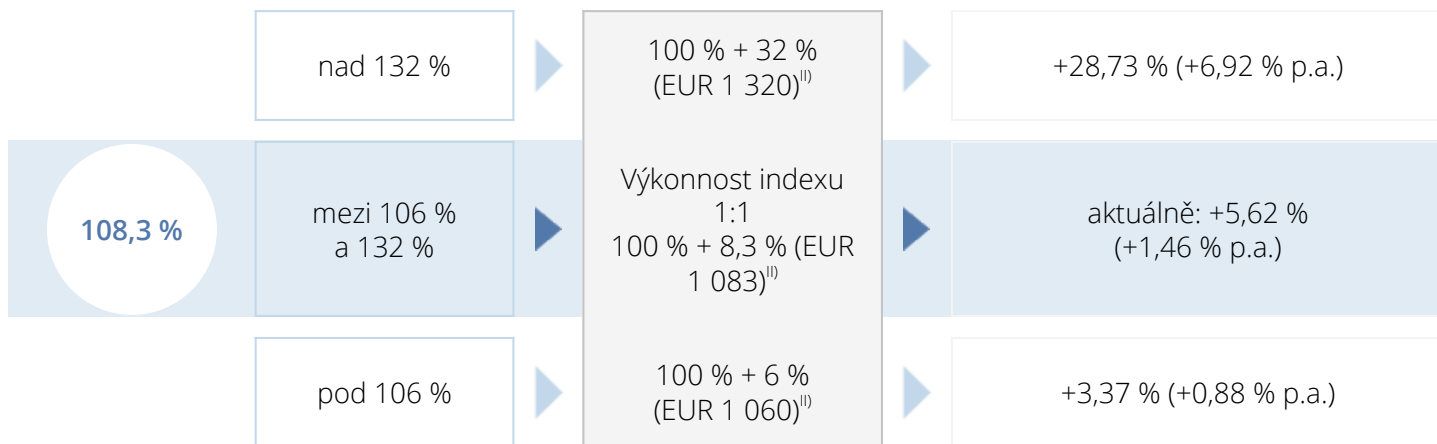 nad 132 %
100 % + 32 %
(EUR 1 320)II)
+28,73 % (+6,92 % p.a.)
108,3 %
mezi 106 %
a 132 %
Výkonnost indexu
1:1
100 % + 8,3 % (EUR
1 083)II)
aktuálně: +5,62 %
(+1,46 % p.a.)
pod 106 %
100 % + 6 %
(EUR 1 060)II)
+3,37 % (+0,88 % p.a.)